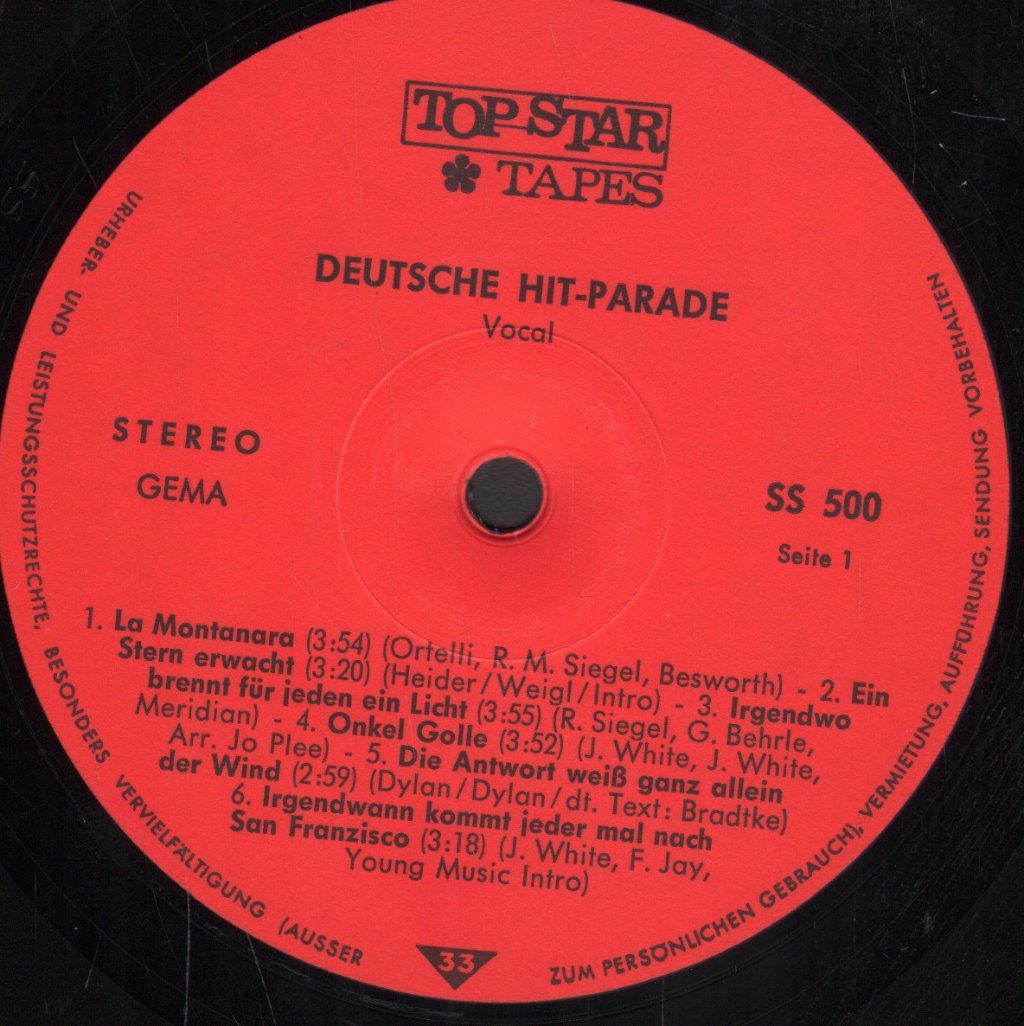 TOP-STAR
TAPES
DEUTSCHE HIT-PARADE
Vocal
STEREO
GEMA
SS 500
Seite 1
1. La Montanara (3:54) (Ortelli, R. M. Siegel, Besworth) - 2. Ein
Stern erwacht (3:20) (Heider/Weigl/Intro) - 3. Irgendwo
brennt für jeden ein Licht (3:55) (R. Siegel, G. Behrle,
Meridian) - 4. Onkel Golle (3:52) (J. White, J. White,
Arr. Jo Plee) - 5. Die Antwort weiß ganz allein
der Wind (2:59) (Dylan/Dylan/dt. Text: Bradtke)
6. Irgendwann kommt jeder mal nach
San Franzisco (3:18) (J. White, F. Jay,
Young Music Intro)
URHEBER- UND LEISTUNGSSCHUTZRECHTE, BESONDERS VERVIELFÄLTIGUNG (AUSSER ZUM PERSÖNLICHEN GEBRAUCH), VERMIETUNG, AUFFÜHRUNG, SENDUNG VORBEHALTEN
33